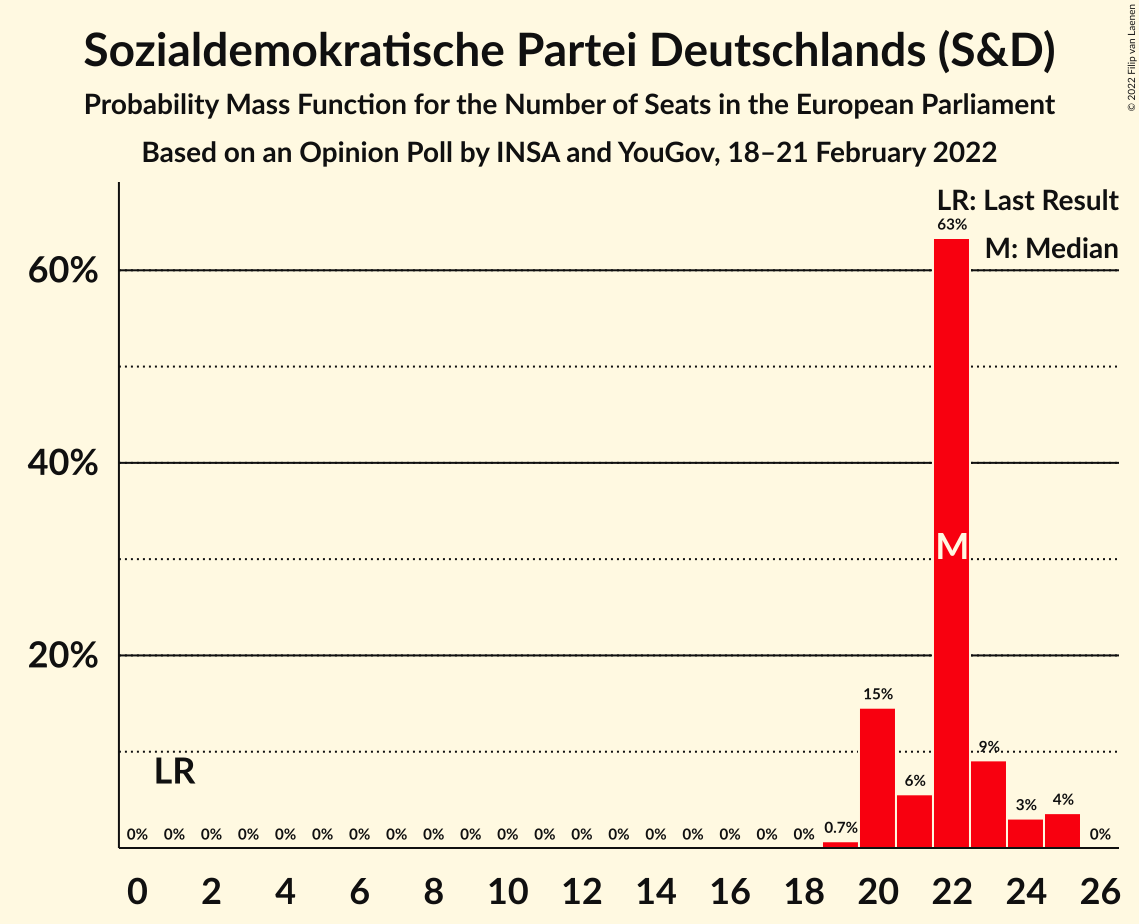 Sozialdemokratische Partei Deutschlands (S&D)
Probability Mass Function for the Number of Seats in the European Parliament
Based on an Opinion Poll by INSA and YouGov, 18–21 February 2022
© 2022 Filip van Laenen
LR: Last Result
M: Median
63%
60%
40%
20%
M
15%
9%
6%
3%
4%
LR
0% 0% 0% 0% 0% 0% 0% 0% 0% 0% 0% 0% 0% 0% 0% 0% 0% 0% 0% 0.7% 0%
0 2 4 6 8 10 12 14 16 18 20 22 24 26